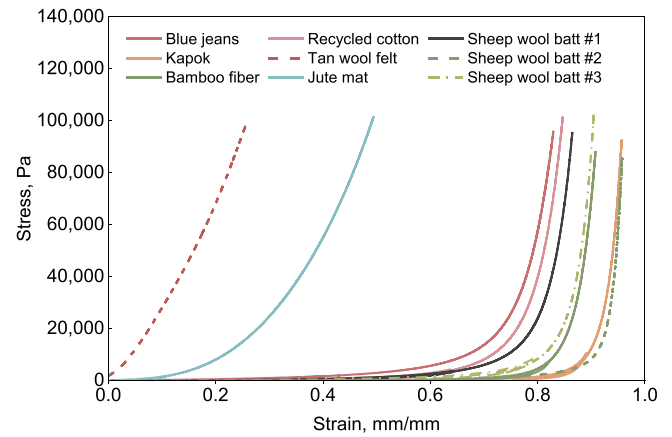 140,000
Blue jeans Recycled cotton Sheep wool batt #1
120,000
Kapok Tan wool felt Sheep wool batt #2
Bamboo fiber Jute mat Sheep wool batt #3
100,000
80,000
60,000
40,000
20,000
0
Stress, Pa
0.0 0.2 0.4 0.6 0.8 1.0
Strain, mm/mm